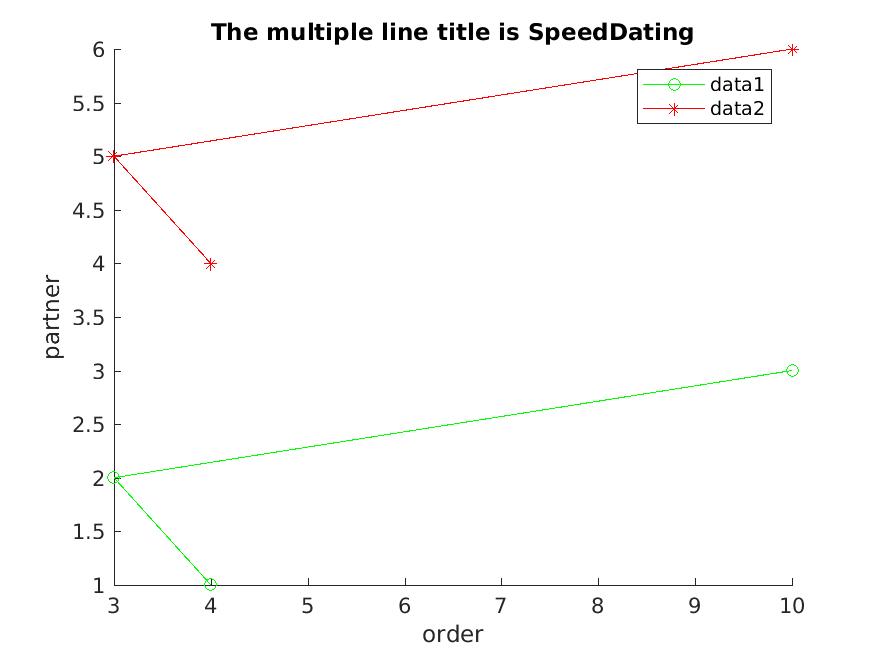 The multiple line title is SpeedDating
6
5.5
5
4.5
4
3.5
3
2.5
2
1.5
1
partner
data1
data2
3 4 5 6 7 8 9 10
order